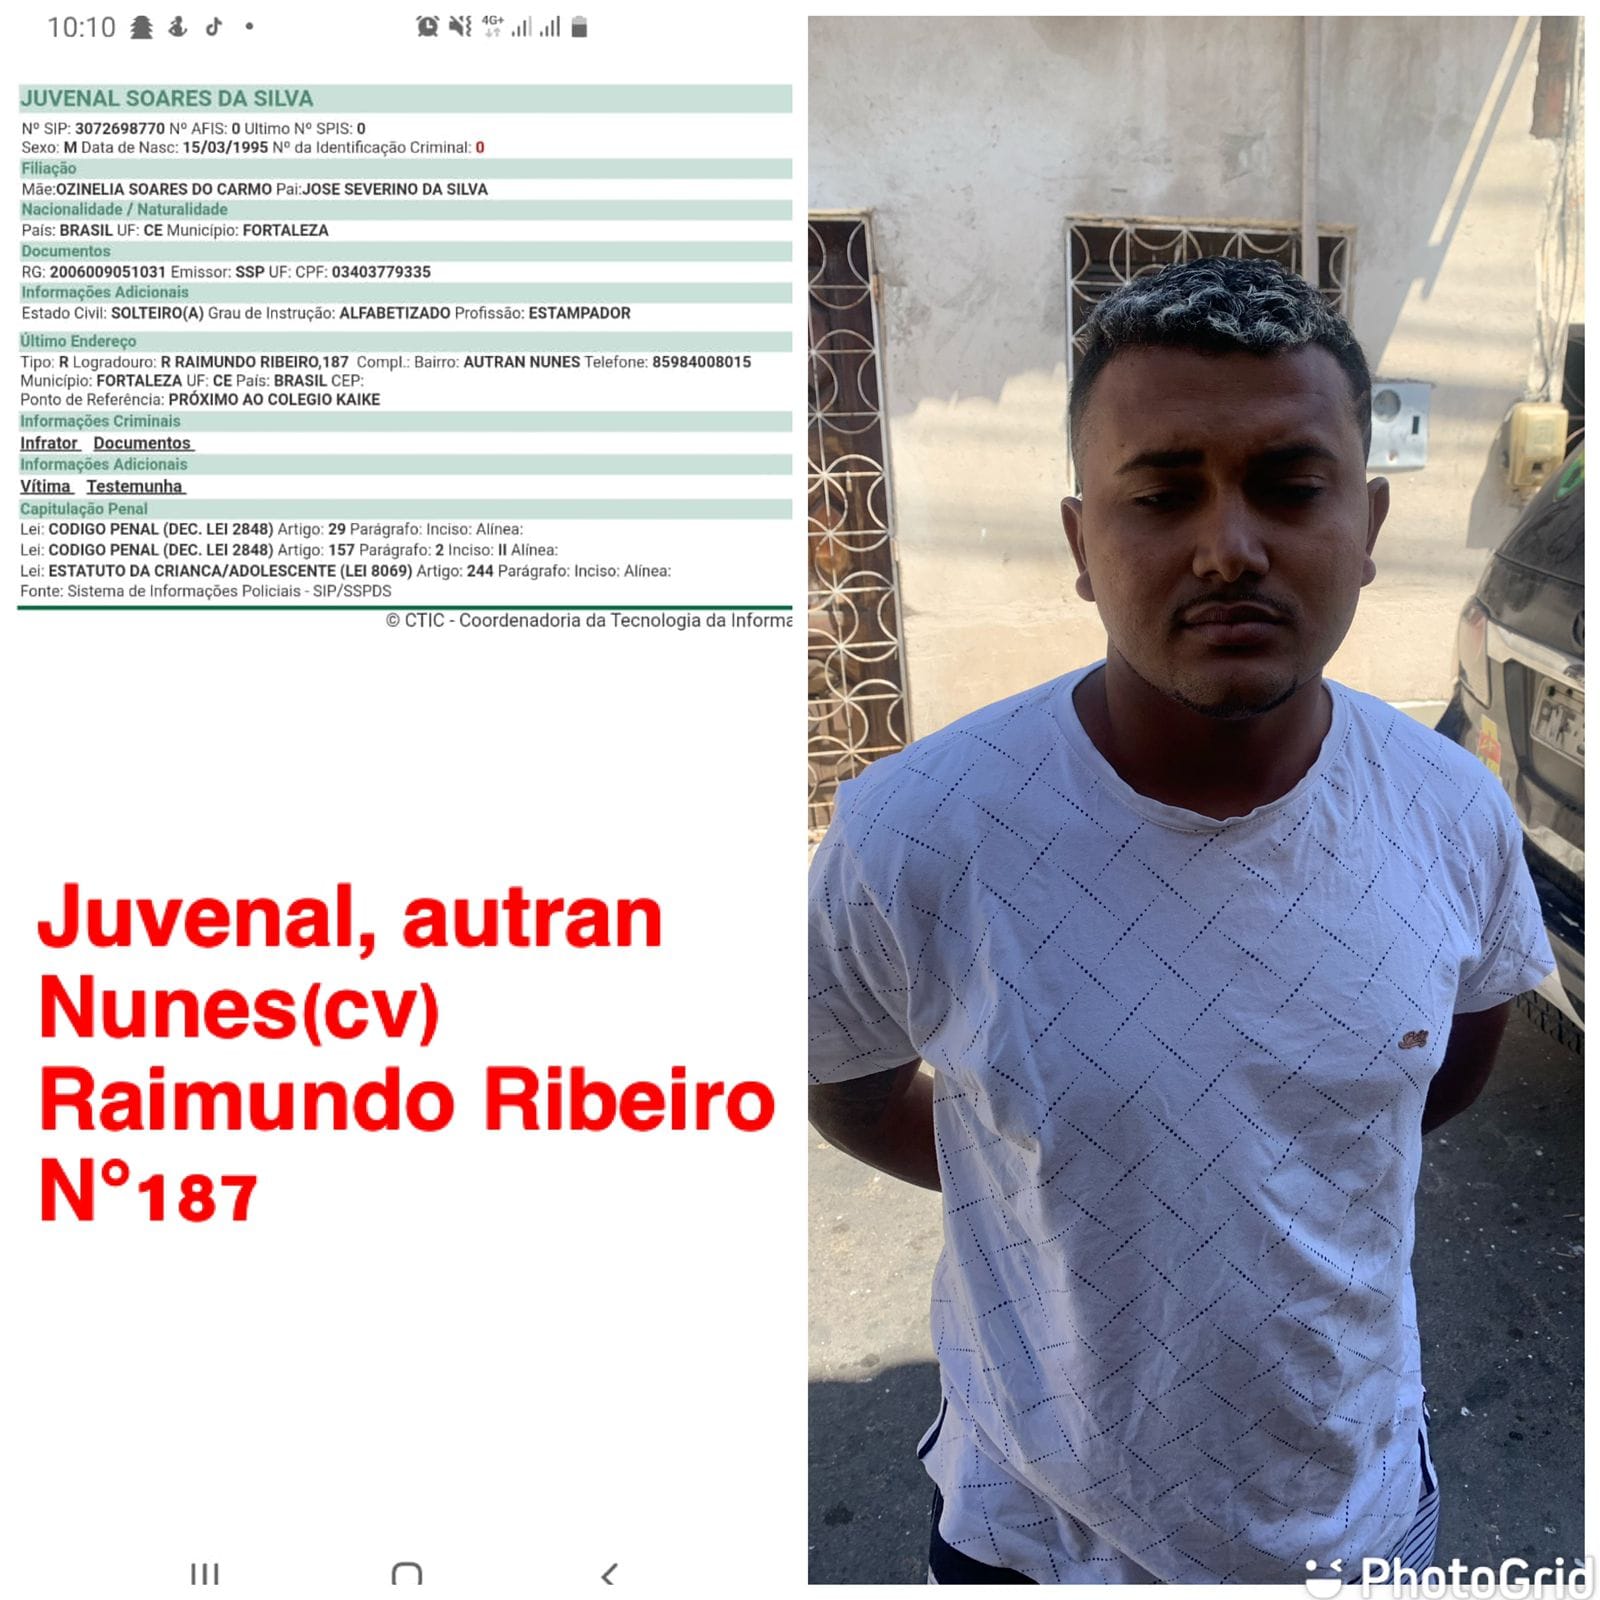 10:10
4G+
JUVENAL SOARES DA SILVA
Nº SIP: 3072698770 Nº AFIS: 0 Ultimo Nº SPIS: 0
Sexo: M Data de Nasc: 15/03/1995 Nº da Identificação Criminal: 0
Filiação
Mãe:OZINELIA SOARES DO CARMO Pai:JOSE SEVERINO DA SILVA
Nacionalidade / Naturalidade
País: BRASIL UF: CE Município: FORTALEZA
Documentos
RG: 2006009051031 Emissor: SSP UF: CPF: 03403779335
Informações Adicionais
Estado Civil: SOLTEIRO(A) Grau de Instrução: ALFABETIZADO Profissão: ESTAMPADOR
Último Endereço
Tipo: R Logradouro: R RAIMUNDO RIBEIRO,187 Compl.: Bairro: AUTRAN NUNES Telefone: 85984008015
Município: FORTALEZA UF: CE País: BRASIL CEP:
Ponto de Referência: PRÓXIMO AO COLEGIO KAIKE
Informações Criminais
Infrator Documentos
Informações Adicionais
Vítima Testemunha
Capitulação Penal
Lei: CODIGO PENAL (DEC. LEI 2848) Artigo: 29 Parágrafo: Inciso: Alínea:
Lei: CODIGO PENAL (DEC. LEI 2848) Artigo: 157 Parágrafo: 2 Inciso: II Alínea:
Lei: ESTATUTO DA CRIANCA/ADOLESCENTE (LEI 8069) Artigo: 244 Parágrafo: Inciso: Alínea:
Fonte: Sistema de Informações Policiais - SIP/SSPDS
© CTIC - Coordenadoria da Tecnologia da Informa
Juvenal, autran
Nunes(cv)
Raimundo Ribeiro
N°187
PhotoGrid